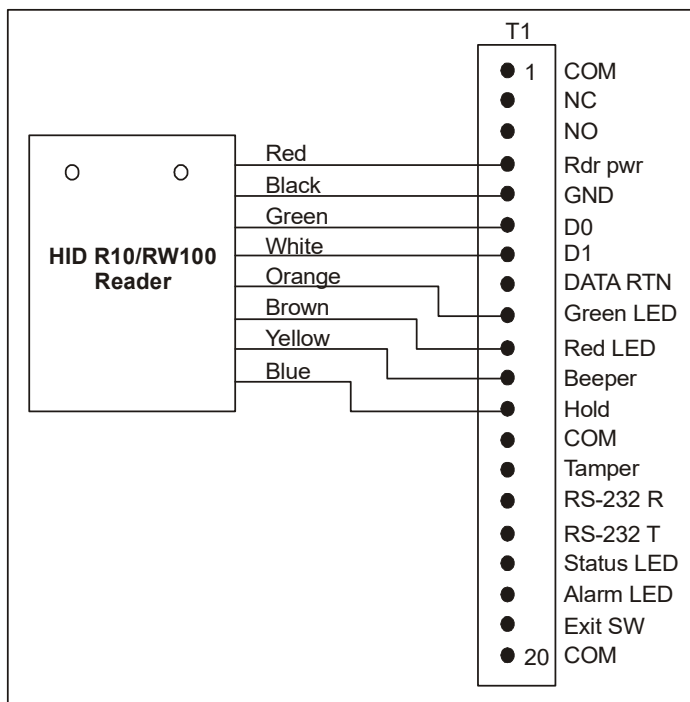 T1
1 COM
NC
NO
Red
Rdr pwr
Black
GND
Green
D0
HID R10/RW100
Reader
White
D1
Orange
DATA RTN
Green LED
Brown
Red LED
Yellow
Beeper
Blue
Hold
COM
Tamper
RS-232 R
RS-232 T
Status LED
Alarm LED
Exit SW
20 COM